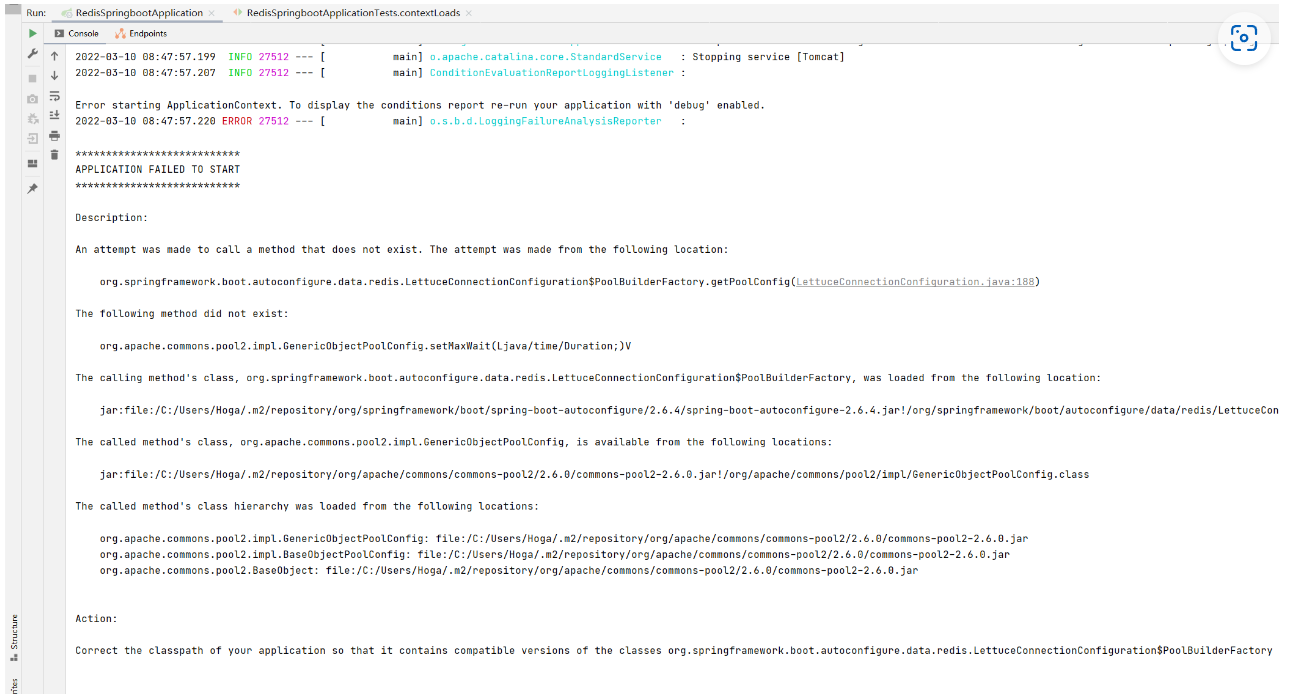 Run: RedisSpringbootApplication × RedisSpringbootApplicationTests.contextLoads ×
Console Endpoints
2022-03-10 08:47:57.199  INFO 27512 --- [           main] o.apache.catalina.core.StandardService   : Stopping service [Tomcat]
2022-03-10 08:47:57.207  INFO 27512 --- [           main] ConditionEvaluationReportLoggingListener :
Error starting ApplicationContext. To display the conditions report re-run your application with 'debug' enabled.
2022-03-10 08:47:57.220 ERROR 27512 --- [           main] o.s.b.d.LoggingFailureAnalysisReporter   :
***************************
APPLICATION FAILED TO START
***************************
Description:
An attempt was made to call a method that does not exist. The attempt was made from the following location:
org.springframework.boot.autoconfigure.data.redis.LettuceConnectionConfiguration$PoolBuilderFactory.getPoolConfig(LettuceConnectionConfiguration.java:188)
The following method did not exist:
org.apache.commons.pool2.impl.GenericObjectPoolConfig.setMaxWait(Ljava/time/Duration;)V
The calling method's class, org.springframework.boot.autoconfigure.data.redis.LettuceConnectionConfiguration$PoolBuilderFactory, was loaded from the following location:
jar:file:/C:/Users/Hoga/.m2/repository/org/springframework/boot/spring-boot-autoconfigure/2.6.4/spring-boot-autoconfigure-2.6.4.jar!/org/springframework/boot/autoconfigure/data/redis/LettuceCon
The called method's class, org.apache.commons.pool2.impl.GenericObjectPoolConfig, is available from the following locations:
jar:file:/C:/Users/Hoga/.m2/repository/org/apache/commons/commons-pool2/2.6.0/commons-pool2-2.6.0.jar!/org/apache/commons/pool2/impl/GenericObjectPoolConfig.class
The called method's class hierarchy was loaded from the following locations:
org.apache.commons.pool2.impl.GenericObjectPoolConfig: file:/C:/Users/Hoga/.m2/repository/org/apache/commons/commons-pool2/2.6.0/commons-pool2-2.6.0.jar
org.apache.commons.pool2.impl.BaseObjectPoolConfig: file:/C:/Users/Hoga/.m2/repository/org/apache/commons/commons-pool2/2.6.0/commons-pool2-2.6.0.jar
org.apache.commons.pool2.BaseObject: file:/C:/Users/Hoga/.m2/repository/org/apache/commons/commons-pool2/2.6.0/commons-pool2-2.6.0.jar
Action:
Correct the classpath of your application so that it contains compatible versions of the classes org.springframework.boot.autoconfigure.data.redis.LettuceConnectionConfiguration$PoolBuilderFactory
Structure